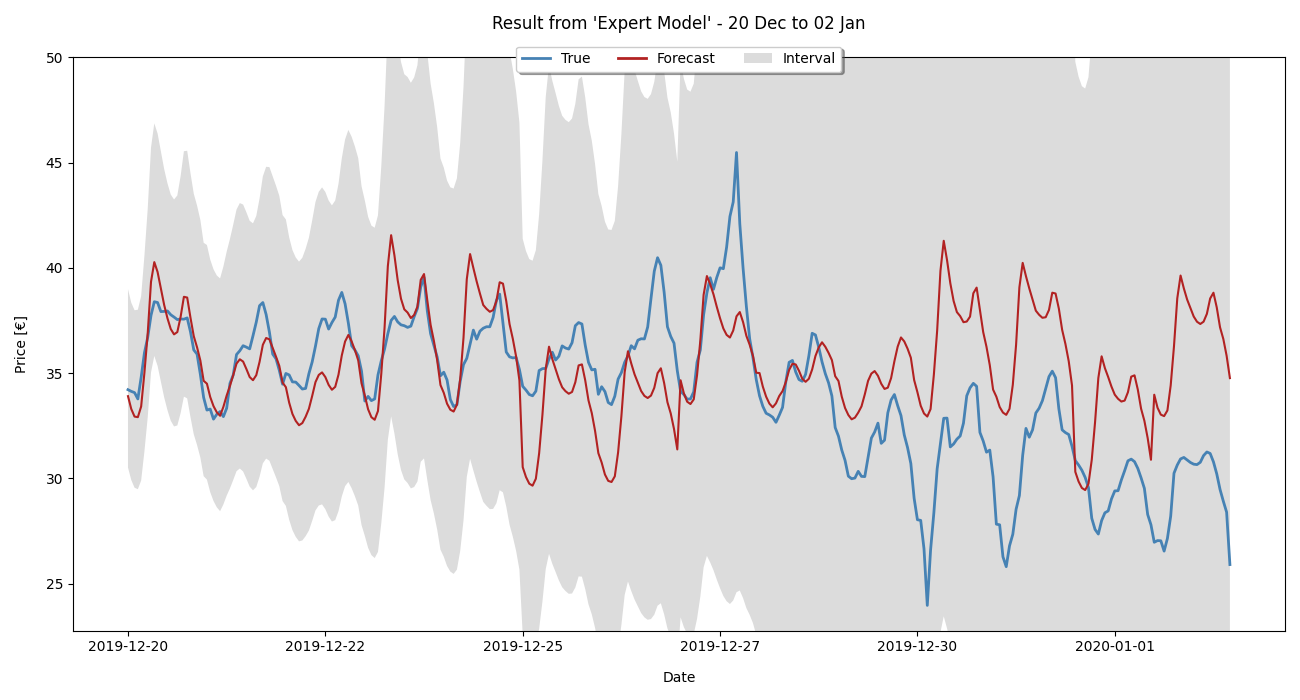 Result from 'Expert Model' - 20 Dec to 02 Jan
True Forecast Interval
50
45
40
35
30
25
Price [€]
2019-12-20 2019-12-22 2019-12-25 2019-12-27 2019-12-30 2020-01-01
Date